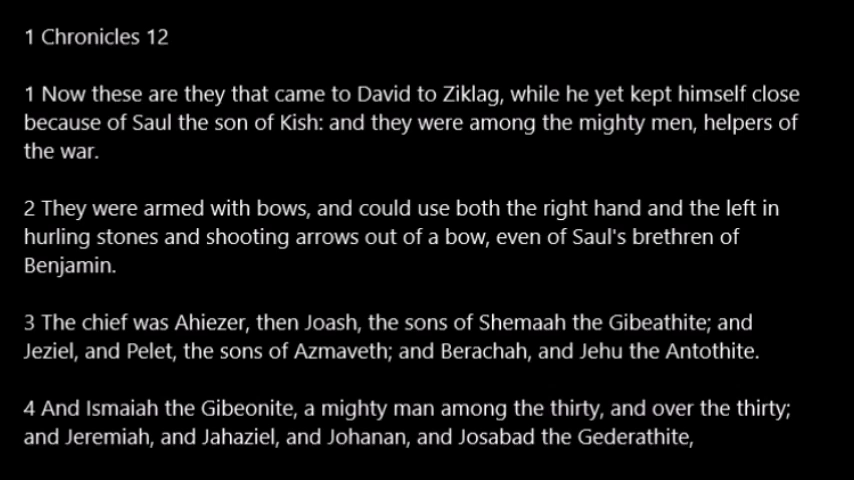 1 Chronicles 12
1 Now these are they that came to David to Ziklag, while he yet kept himself close
because of Saul the son of Kish: and they were among the mighty men, helpers of
the war.
2 They were armed with bows, and could use both the right hand and the left in
hurling stones and shooting arrows out of a bow, even of Saul's brethren of
Benjamin.
3 The chief was Ahiezer, then Joash, the sons of Shemaah the Gibeathite; and
Jeziel, and Pelet, the sons of Azmaveth; and Berachah, and Jehu the Antothite.
4 And Ismaiah the Gibeonite, a mighty man among the thirty, and over the thirty;
and Jeremiah, and Jahaziel, and Johanan, and Josabad the Gederathite,